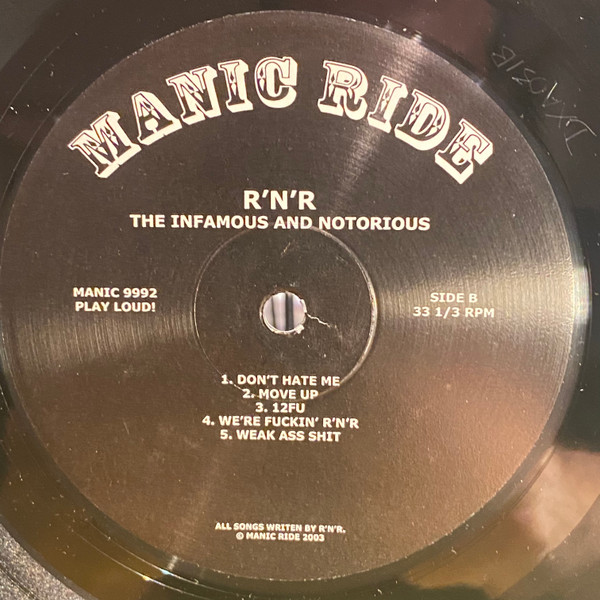 MANIC RIDE
R'N'R
THE INFAMOUS AND NOTORIOUS
MANIC 9992
PLAY LOUD!
SIDE B
33 1/3 RPM
1. DON'T HATE ME
2. MOVE UP
3. 12FU
4. WE'RE FUCKIN' R'N'R
5. WEAK ASS SHIT
ALL SONGS WRITEN BY R'N'R.
© MANIC RIDE 2003